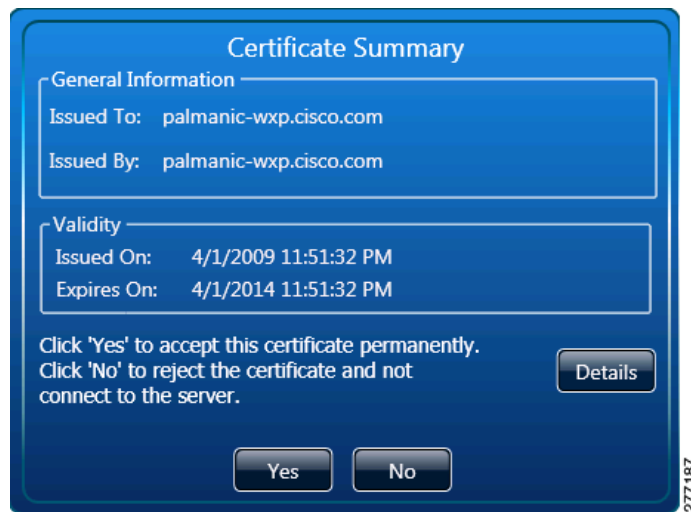 Certificate Summary
General Information
Issued To: palmanic-wxp.cisco.com
Issued By: palmanic-wxp.cisco.com
Validity
Issued On: 4/1/2009 11:51:32 PM
Expires On: 4/1/2014 11:51:32 PM
Click 'Yes' to accept this certificate permanently.
Click 'No' to reject the certificate and not
connect to the server.
Details
Yes No
277187